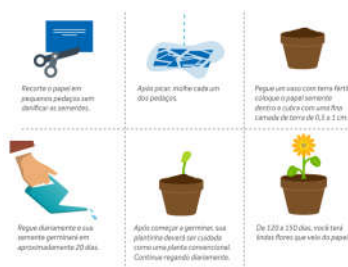 Recorte o papel em
pequenos pedaços sem
danificar as sementes.
Após picar, molhe cada um
dos pedaços.
Pegue um vaso com terra fértil
coloque o papel semente
dentro e cubra com uma fina
camada de terra de 0,5 a 1 cm
Regue diariamente e sua
semente germinará em
aproximadamente 20 dias.
Após começar a germinar, sua
plantinha deverá ser cuidada
como uma planta convencional.
Continue regando diariamente.
De 120 a 150 dias, você terá
lindas flores que veio do papel